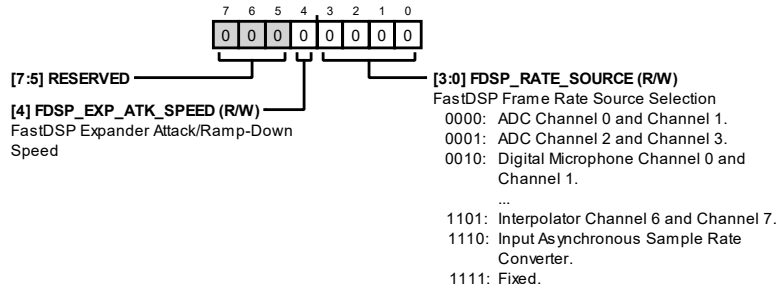 7 6 5 4 3 2 1 0
0 0 0 0 0 0 0 0
[7:5] RESERVED
[4] FDSP_EXP_ATK_SPEED (R/W)
FastDSP Expander Attack/Ramp-Down
Speed
[3:0] FDSP_RATE_SOURCE (R/W)
FastDSP Frame Rate Source Selection
0000: ADC Channel 0 and Channel 1.
0001: ADC Channel 2 and Channel 3.
0010: Digital Microphone Channel 0 and
Channel 1.
...
1101: Interpolator Channel 6 and Channel 7.
1110: Input Asynchronous Sample Rate
Converter.
1111: Fixed.